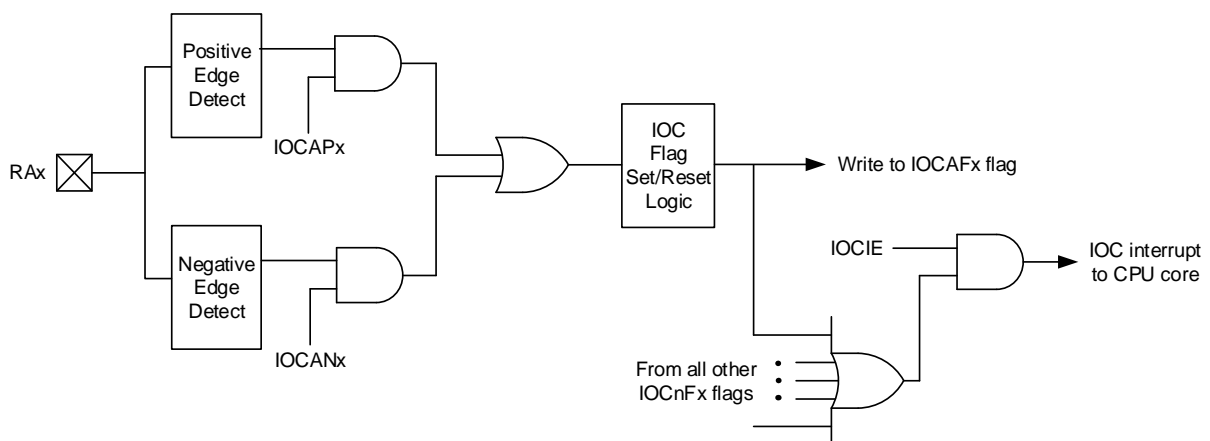 Positive
Edge
Detect
IOCAPx
RAx
Negative
Edge
Detect
IOCANx
IOC
Flag
Set/Reset
Logic
Write to IOCAFx flag
IOCIE
IOC interrupt
to CPU core
From all other
IOCnFx flags